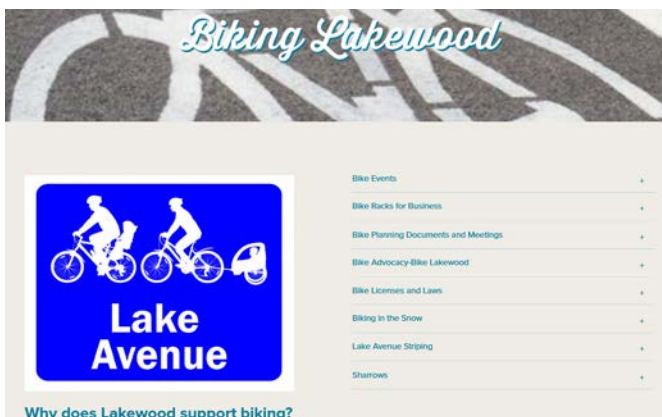 Biking Lakewood
Lake
Avenue
Why does Lakewood support biking?
Bike Events
Bike Racks for Business
Bike Planning Documents and Meetings
Bike Advocacy-Bike Lakewood
Bike Licenses and Laws
Biking in the Snow
Lake Avenue Striping
Sharrows